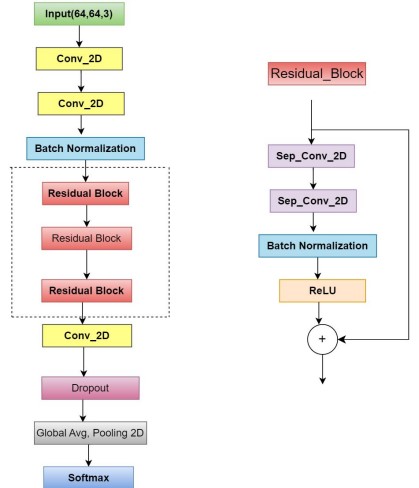 Input(64,64,3)
Conv_2D
Conv_2D
Batch Normalization
Residual Block
Residual Block
Residual Block
Conv_2D
Dropout
Global Avg, Pooling 2D
Softmax
Residual_Block
Sep_Conv_2D
Sep_Conv_2D
Batch Normalization
ReLU
+